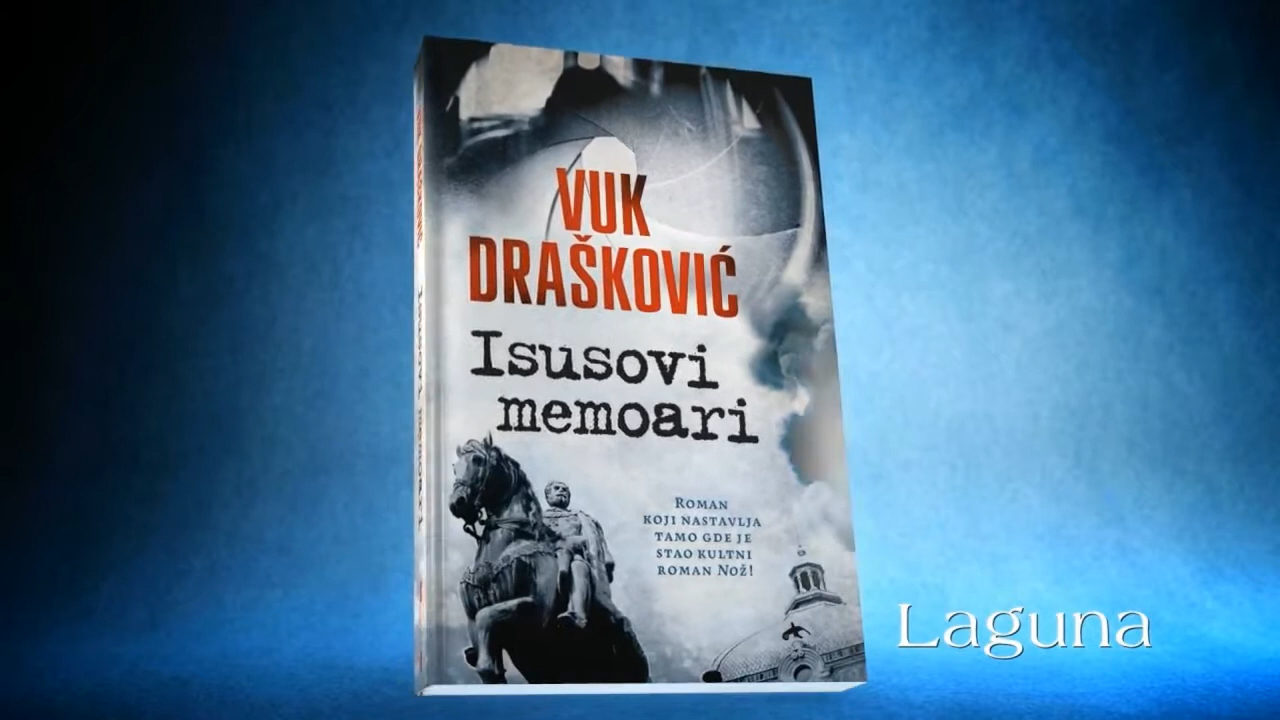 VUK
DRAŠKOVIĆ
Isusovi
memoari
ROMAN
KOJI NASTAVLJA
TAMO GDE JE
STAO KULTNI
ROMAN NOŽ!
Laguna